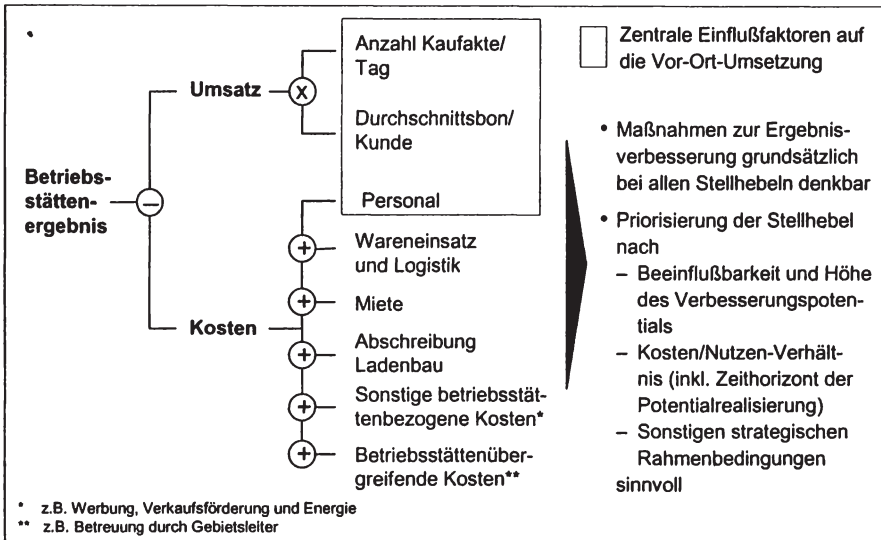 Betriebs-
stätten-
ergebnis
−
Umsatz
x
Anzahl Kaufakte/
Tag
Durchschnittsbon/
Kunde
Kosten
Personal
+
Wareneinsatz
und Logistik
+
Miete
+
Abschreibung
Ladenbau
+
Sonstige betriebsstät-
tenbezogene Kosten*
+
Betriebsstättenüber-
greifende Kosten**
Zentrale Einflußfaktoren auf
die Vor-Ort-Umsetzung
• Maßnahmen zur Ergebnis-
verbesserung grundsätzlich
bei allen Stellhebeln denkbar
• Priorisierung der Stellhebel
nach
– Beeinflußbarkeit und Höhe
des Verbesserungspoten-
tials
– Kosten/Nutzen-Verhält-
nis (inkl. Zeithorizont der
Potentialrealisierung)
– Sonstigen strategischen
Rahmenbedingungen
sinnvoll
* z.B. Werbung, Verkaufsförderung und Energie
** z.B. Betreuung durch Gebietsleiter